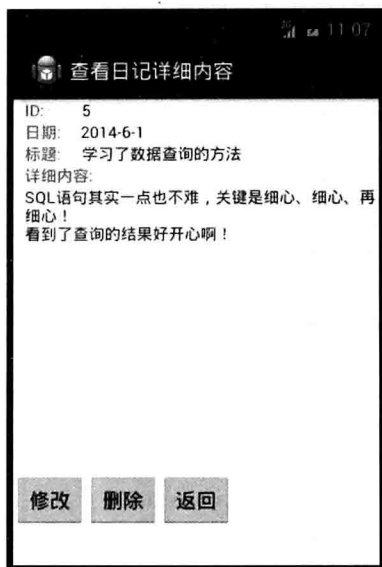 11:07
查看日记详细内容
ID: 5
日期: 2014-6-1
标题: 学习了数据查询的方法
详细内容:
SQL语句其实一点也不难，关键是细心、细心、再
细心！
看到了查询的结果好开心啊！
修改 删除 返回